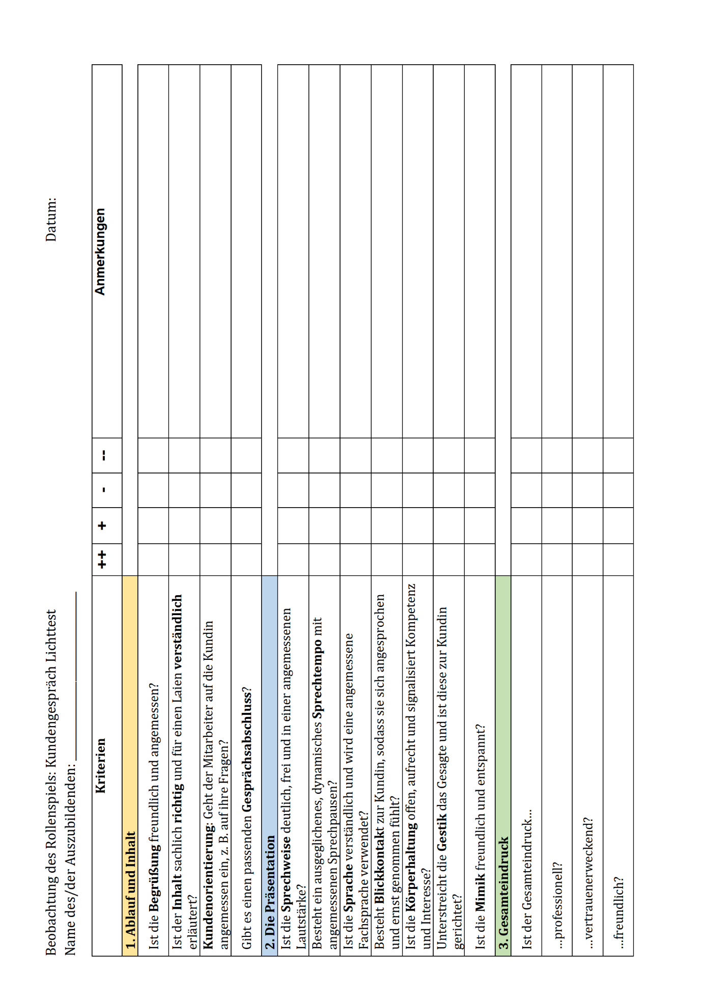 Beobachtung des Rollenspiels: Kundengespräch Lichttest Datum:
Name des/der Auszubildenden: ________________________
Kriterien ++ + - -- Anmerkungen
1. Ablauf und Inhalt
Ist die Begrüßung freundlich und angemessen?
Ist der Inhalt sachlich richtig und für einen Laien verständlich
erläutert?
Kundenorientierung: Geht der Mitarbeiter auf die Kundin
angemessen ein, z. B. auf ihre Fragen?
Gibt es einen passenden Gesprächsabschluss?
2. Die Präsentation
Ist die Sprechweise deutlich, frei und in einer angemessenen
Lautstärke?
Besteht ein ausgeglichenes, dynamisches Sprechtempo mit
angemessenen Sprechpausen?
Ist die Sprache verständlich und wird eine angemessene
Fachsprache verwendet?
Besteht Blickkontakt zur Kundin, sodass sie sich angesprochen
und ernst genommen fühlt?
Ist die Körperhaltung offen, aufrecht und signalisiert Kompetenz
und Interesse?
Unterstreicht die Gestik das Gesagte und ist diese zur Kundin
gerichtet?
Ist die Mimik freundlich und entspannt?
3. Gesamteindruck
Ist der Gesamteindruck...
...professionell?
...vertrauenerweckend?
...freundlich?